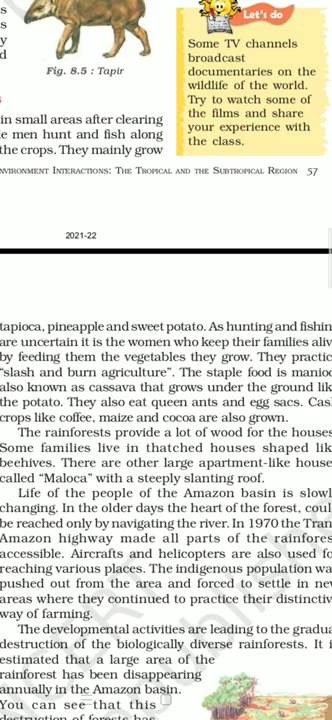 s
s
y
d
Let's do
Some TV channels
broadcast
documentaries on the
wildlife of the world.
Try to watch some of
the films and share
your experience with
the class.
Fig. 8.5 : Tapir
in small areas after clearing
e men hunt and fish along
the crops. They mainly grow
NVIRONMENT INTERACTIONS: THE TROPICAL AND THE SUBTROPICAL REGION 57
2021-22
tapioca, pineapple and sweet potato. As hunting and fishin
are uncertain it is the women who keep their families aliv
by feeding them the vegetables they grow. They practic
“slash and burn agriculture”. The staple food is manioc
also known as cassava that grows under the ground lik
the potato. They also eat queen ants and egg sacs. Cas
crops like coffee, maize and cocoa are also grown.
The rainforests provide a lot of wood for the houses
Some families live in thatched houses shaped lik
beehives. There are other large apartment-like house
called “Maloca” with a steeply slanting roof.
Life of the people of the Amazon basin is slowl
changing. In the older days the heart of the forest, coul
be reached only by navigating the river. In 1970 the Tran
Amazon highway made all parts of the rainfores
accessible. Aircrafts and helicopters are also used fo
reaching various places. The indigenous population wa
pushed out from the area and forced to settle in ne
areas where they continued to practice their distinctiv
way of farming.
The developmental activities are leading to the gradua
destruction of the biologically diverse rainforests. It i
estimated that a large area of the
rainforest has been disappearing
annually in the Amazon basin.
You can see that this
destruction of forests has